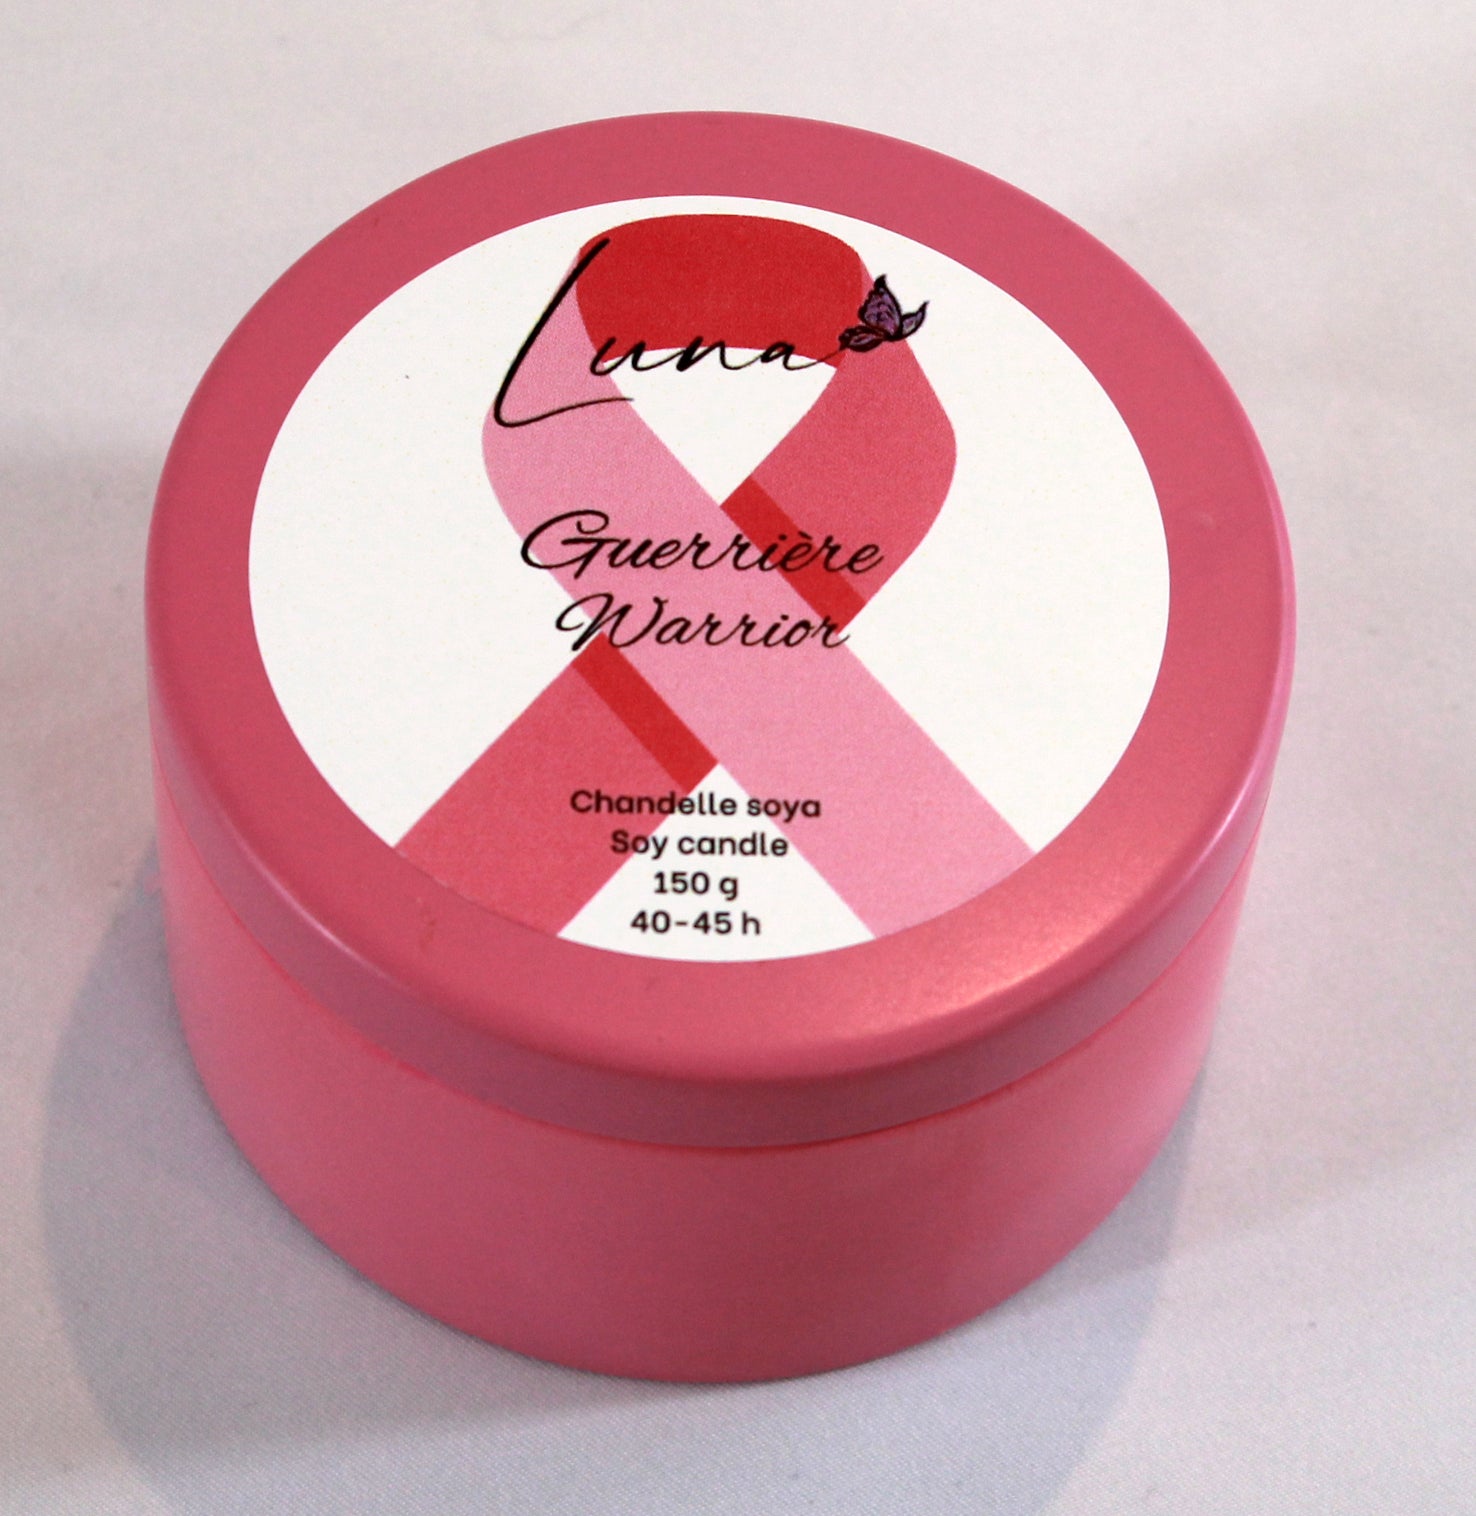 Luna
Guerrière
Warrior
Chandelle soya
Soy candle
150 g
40-45 h